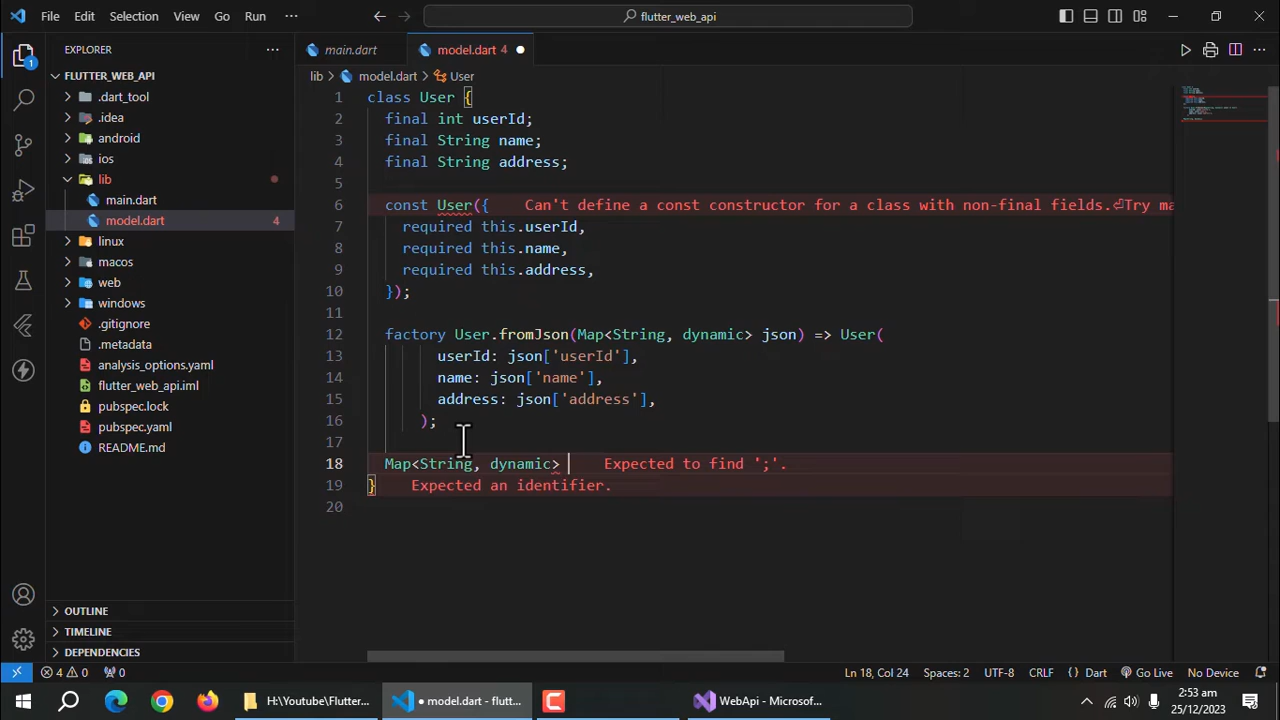 File Edit Selection View Go Run ··· flutter_web_api
EXPLORER ···
main.dart model.dart 4
FLUTTER_WEB_API
lib > model.dart > User
.dart_tool
.idea
android
ios
lib
main.dart
model.dart 4
linux
macos
web
windows
.gitignore
.metadata
analysis_options.yaml
flutter_web_api.iml
pubspec.lock
pubspec.yaml
README.md
OUTLINE
TIMELINE
DEPENDENCIES
1 class User {
2 final int userId;
3 final String name;
4 final String address;
5
6 const User({ Can't define a const constructor for a class with non-final fields.⏎Try ma
7 required this.userId,
8 required this.name,
9 required this.address,
10 });
11
12 factory User.fromJson(Map<String, dynamic> json) => User(
13 userId: json['userId'],
14 name: json['name'],
15 address: json['address'],
16 );
17
18 Map<String, dynamic> Expected to find ';'.
19 } Expected an identifier.
20
1
4 0 0 Ln 18, Col 24 Spaces: 2 UTF-8 CRLF {} Dart Go Live No Device
H:\Youtube\Flutter... model.dart - flutt... WebApi - Microsof...
2:53 am
25/12/2023